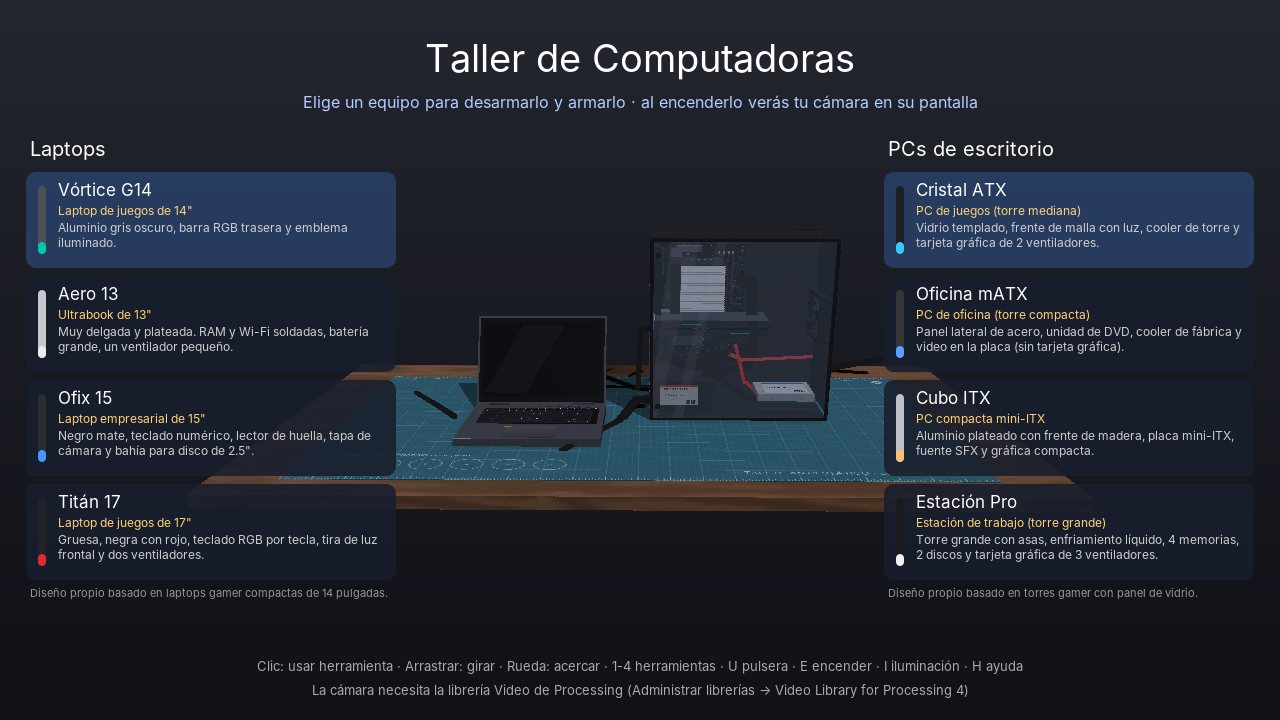 Taller de Computadoras
Elige un equipo para desarmarlo y armarlo · al encenderlo verás tu cámara en su pantalla
Laptops
Vórtice G14
Laptop de juegos de 14"
Aluminio gris oscuro, barra RGB trasera y emblema
iluminado.
Aero 13
Ultrabook de 13"
Muy delgada y plateada. RAM y Wi-Fi soldadas, batería
grande, un ventilador pequeño.
Ofix 15
Laptop empresarial de 15"
Negro mate, teclado numérico, lector de huella, tapa de
cámara y bahía para disco de 2.5".
Titán 17
Laptop de juegos de 17"
Gruesa, negra con rojo, teclado RGB por tecla, tira de luz
frontal y dos ventiladores.
Diseño propio basado en laptops gamer compactas de 14 pulgadas.
PCs de escritorio
Cristal ATX
PC de juegos (torre mediana)
Vidrio templado, frente de malla con luz, cooler de torre y
tarjeta gráfica de 2 ventiladores.
Oficina mATX
PC de oficina (torre compacta)
Panel lateral de acero, unidad de DVD, cooler de fábrica y
video en la placa (sin tarjeta gráfica).
Cubo ITX
PC compacta mini-ITX
Aluminio plateado con frente de madera, placa mini-ITX,
fuente SFX y gráfica compacta.
Estación Pro
Estación de trabajo (torre grande)
Torre grande con asas, enfriamiento líquido, 4 memorias,
2 discos y tarjeta gráfica de 3 ventiladores.
Diseño propio basado en torres gamer con panel de vidrio.
Clic: usar herramienta · Arrastrar: girar · Rueda: acercar · 1-4 herramientas · U pulsera · E encender · I iluminación · H ayuda
La cámara necesita la librería Video de Processing (Administrar librerías → Video Library for Processing 4)